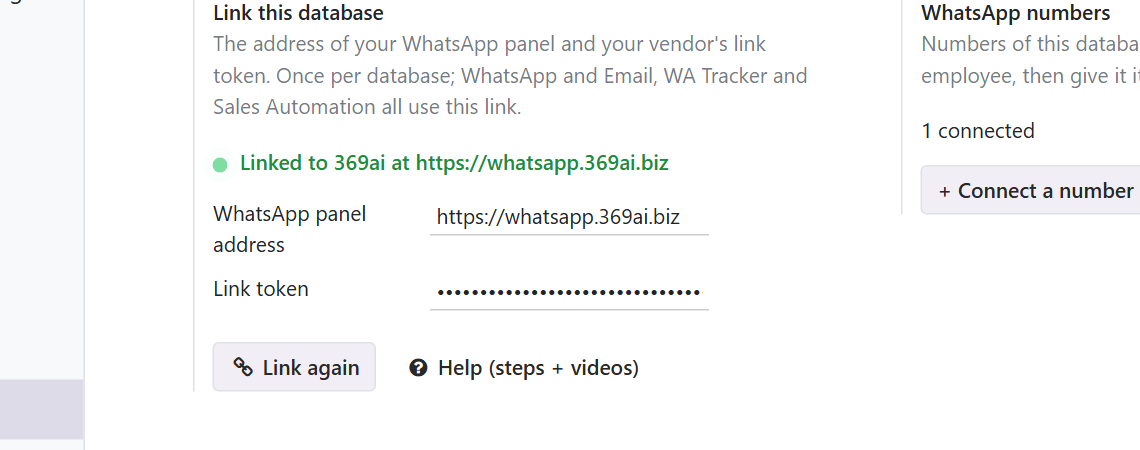 Link this database
The address of your WhatsApp panel and your vendor's link
token. Once per database; WhatsApp and Email, WA Tracker and
Sales Automation all use this link.
Linked to 369ai at https://whatsapp.369ai.biz
WhatsApp panel
address
https://whatsapp.369ai.biz
Link token
Link again
Help (steps + videos)
WhatsApp numbers
Numbers of this
employee, then give it
1 connected
+ Connect a number